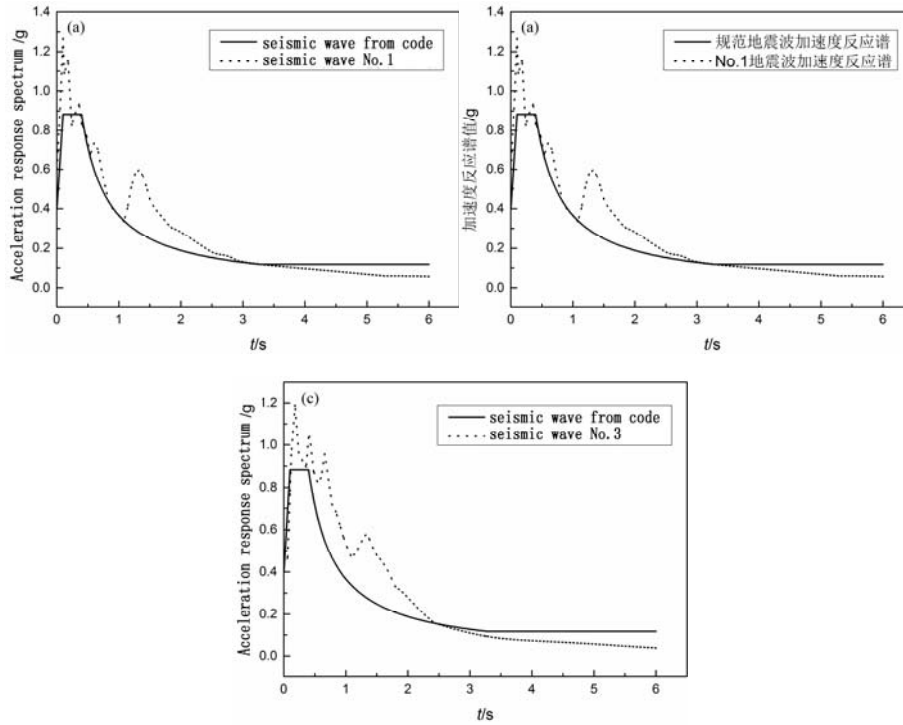 (a)
seismic wave from code
seismic wave No.1
Acceleration response spectrum /g
1.4
1.2
1.0
0.8
0.6
0.4
0.2
0.0
0 1 2 3 4 5 6
t/s
(a)
规范地震波加速度反应谱
No.1地震波加速度反应谱
加速度反应谱值/g
1.4
1.2
1.0
0.8
0.6
0.4
0.2
0.0
0 1 2 3 4 5 6
t/s
(c)
seismic wave from code
seismic wave No.3
Acceleration response spectrum /g
1.2
1.0
0.8
0.6
0.4
0.2
0.0
0 1 2 3 4 5 6
t/s